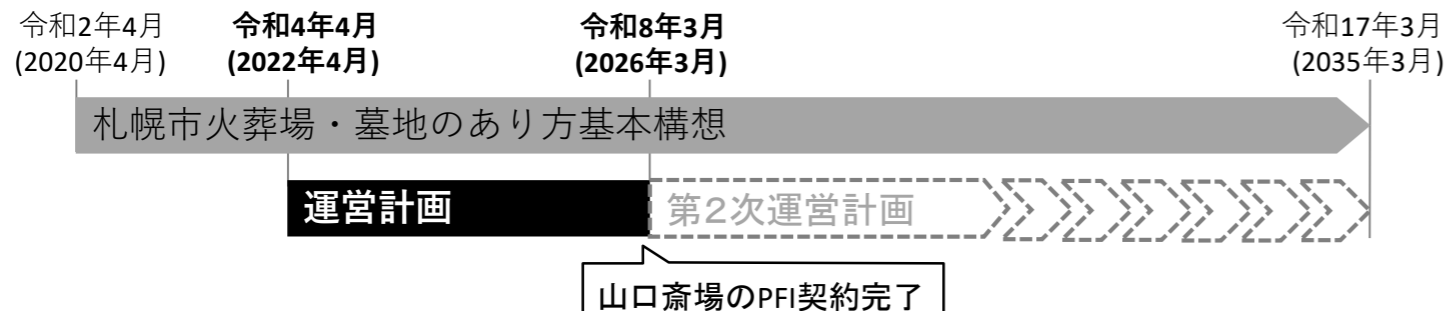 令和2年4月
(2020年4月)
令和4年4月
(2022年4月)
令和8年3月
(2026年3月)
令和17年3月
(2035年3月)
札幌市火葬場・墓地のあり方基本構想
運営計画
第2次運営計画
山口斎場のPFI契約完了